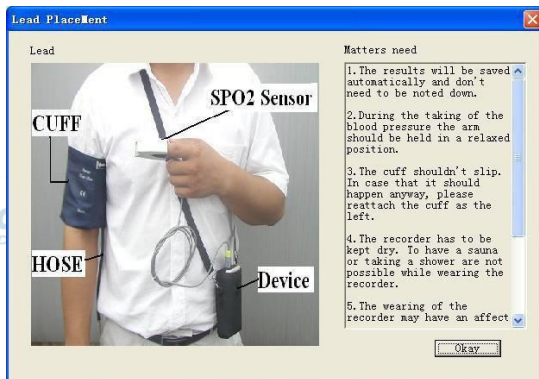 Lead PlaceMent
Lead
Matters need
SPO2 Sensor
CUFF
HOSE
Device
1.The results will be saved
automatically and don't
need to be noted down.
2.During the taking of the
blood pressure the arm
should be held in a relaxed
position.
3.The cuff shouldn't slip.
In case that it should
happen anyway, please
reattach the cuff as the
left.
4.The recorder has to be
kept dry. To have a sauna
or taking a shower are not
possible while wearing the
recorder.
5.The wearing of the
recorder may have an affect
Okay